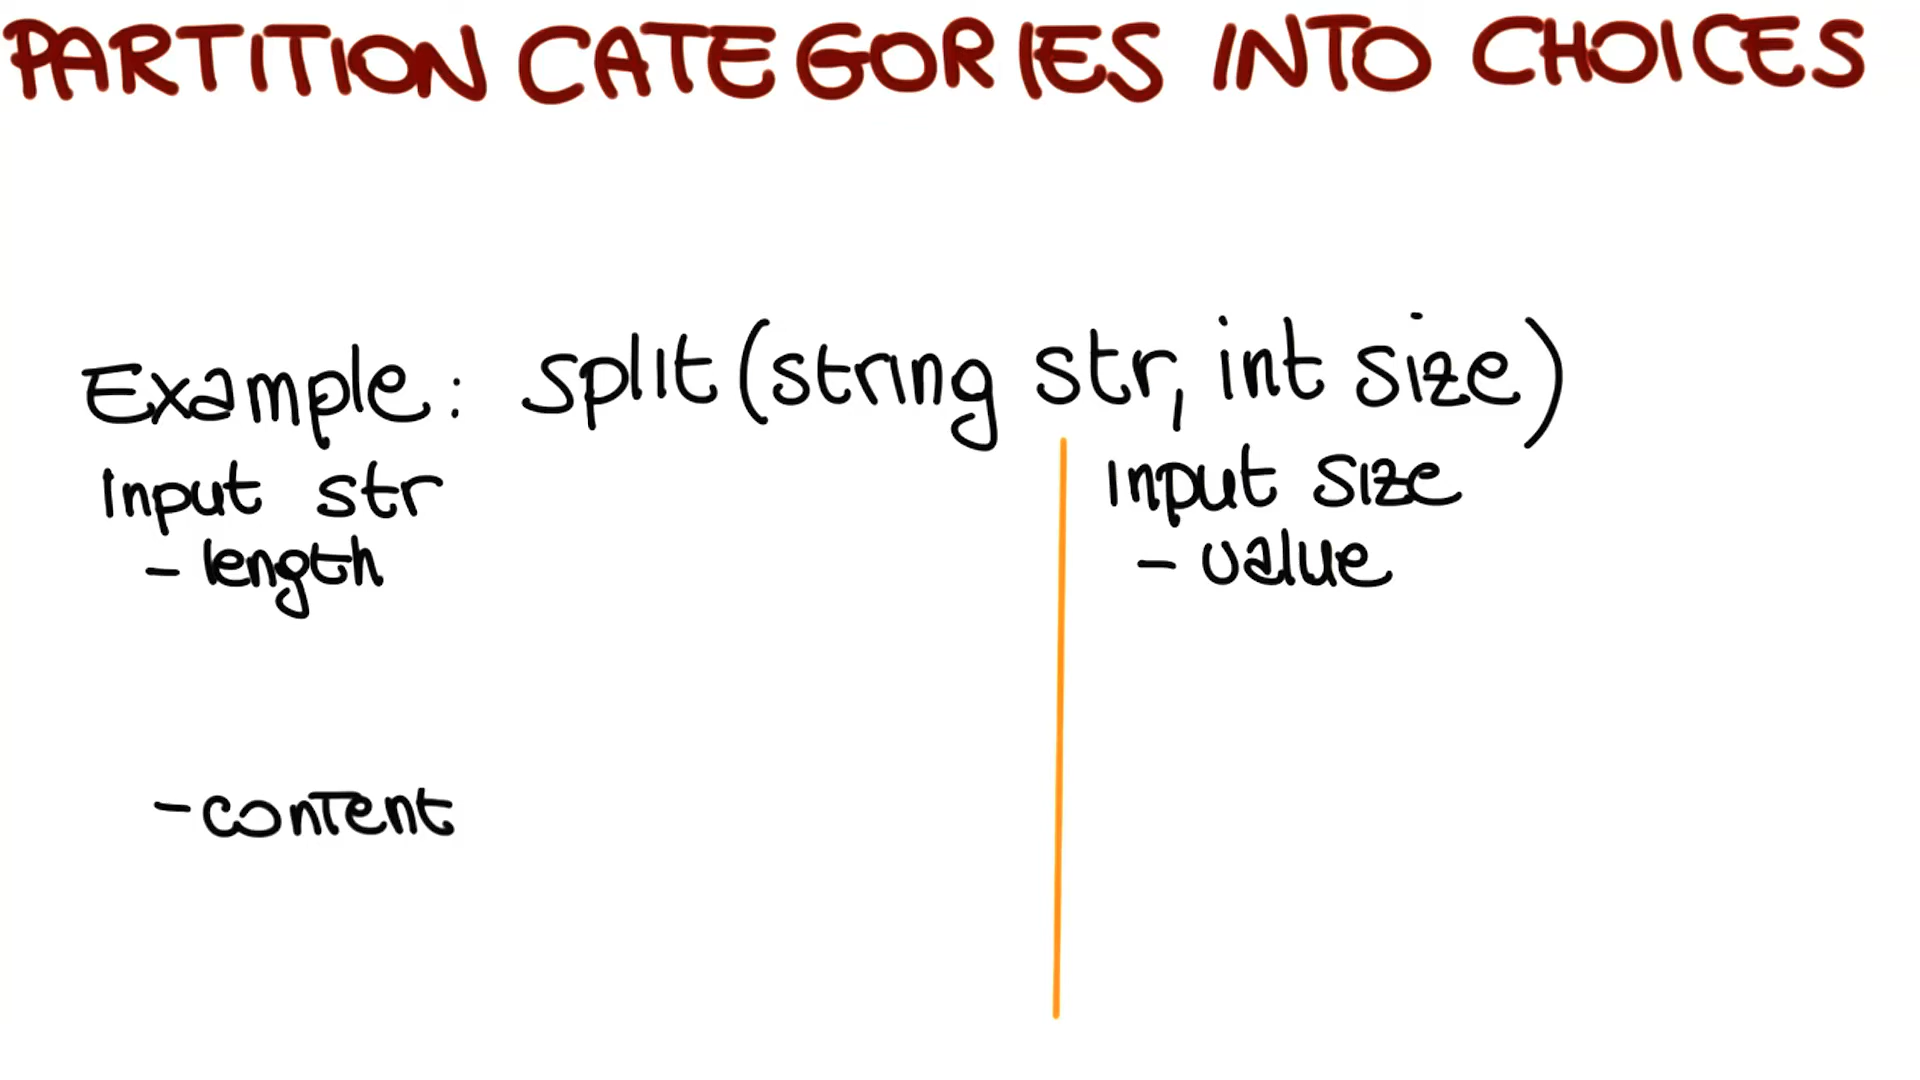 PARTITION CATEGORIES INTO CHOICES
Example: split(string str, int size)
Input str
- length
- content
Input size
- value